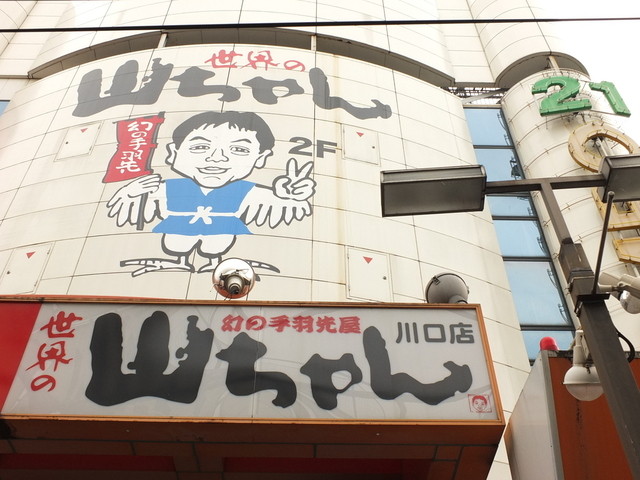 世界の
山ちゃん
幻の手羽先
2F
21
世界の
幻の手羽先屋
山ちゃん
川口店